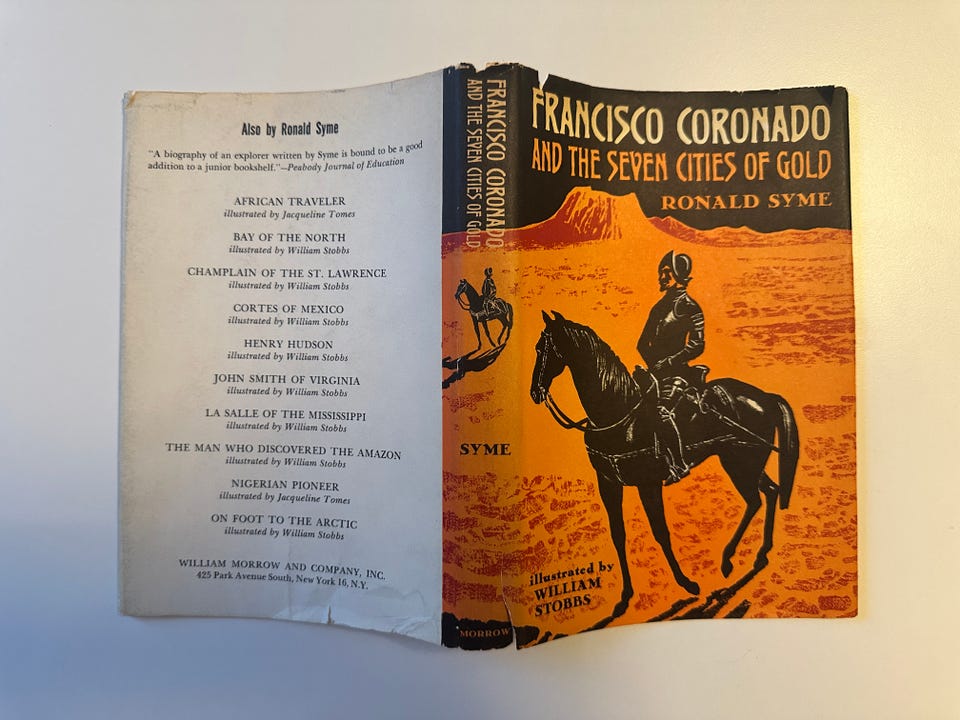 Also by Ronald Syme
"A biography of an explorer written by Syme is bound to be a good
addition to a junior bookshelf."—Peabody Journal of Education
AFRICAN TRAVELER
illustrated by Jacqueline Tomes
BAY OF THE NORTH
illustrated by William Stobbs
CHAMPLAIN OF THE ST. LAWRENCE
illustrated by William Stobbs
CORTES OF MEXICO
illustrated by William Stobbs
HENRY HUDSON
illustrated by William Stobbs
JOHN SMITH OF VIRGINIA
illustrated by William Stobbs
LA SALLE OF THE MISSISSIPPI
illustrated by William Stobbs
THE MAN WHO DISCOVERED THE AMAZON
illustrated by William Stobbs
NIGERIAN PIONEER
illustrated by Jacqueline Tomes
ON FOOT TO THE ARCTIC
illustrated by William Stobbs
WILLIAM MORROW AND COMPANY, INC.
425 Park Avenue South, New York 16, N.Y.
FRANCISCO CORONADO
AND THE SEVEN CITIES OF GOLD
SYME
MORROW
FRANCISCO CORONADO
AND THE SEVEN CITIES OF GOLD
RONALD SYME
illustrated by
WILLIAM
STOBBS